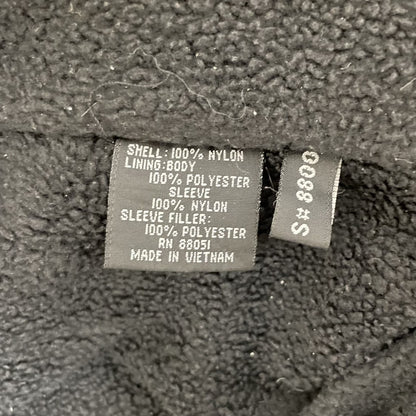 SHELL: 100% NYLON
LINING: BODY
100% POLYESTER
SLEEVE
100% NYLON
SLEEVE FILLER:
100% POLYESTER
RN 88051
MADE IN VIETNAM
S# 8800